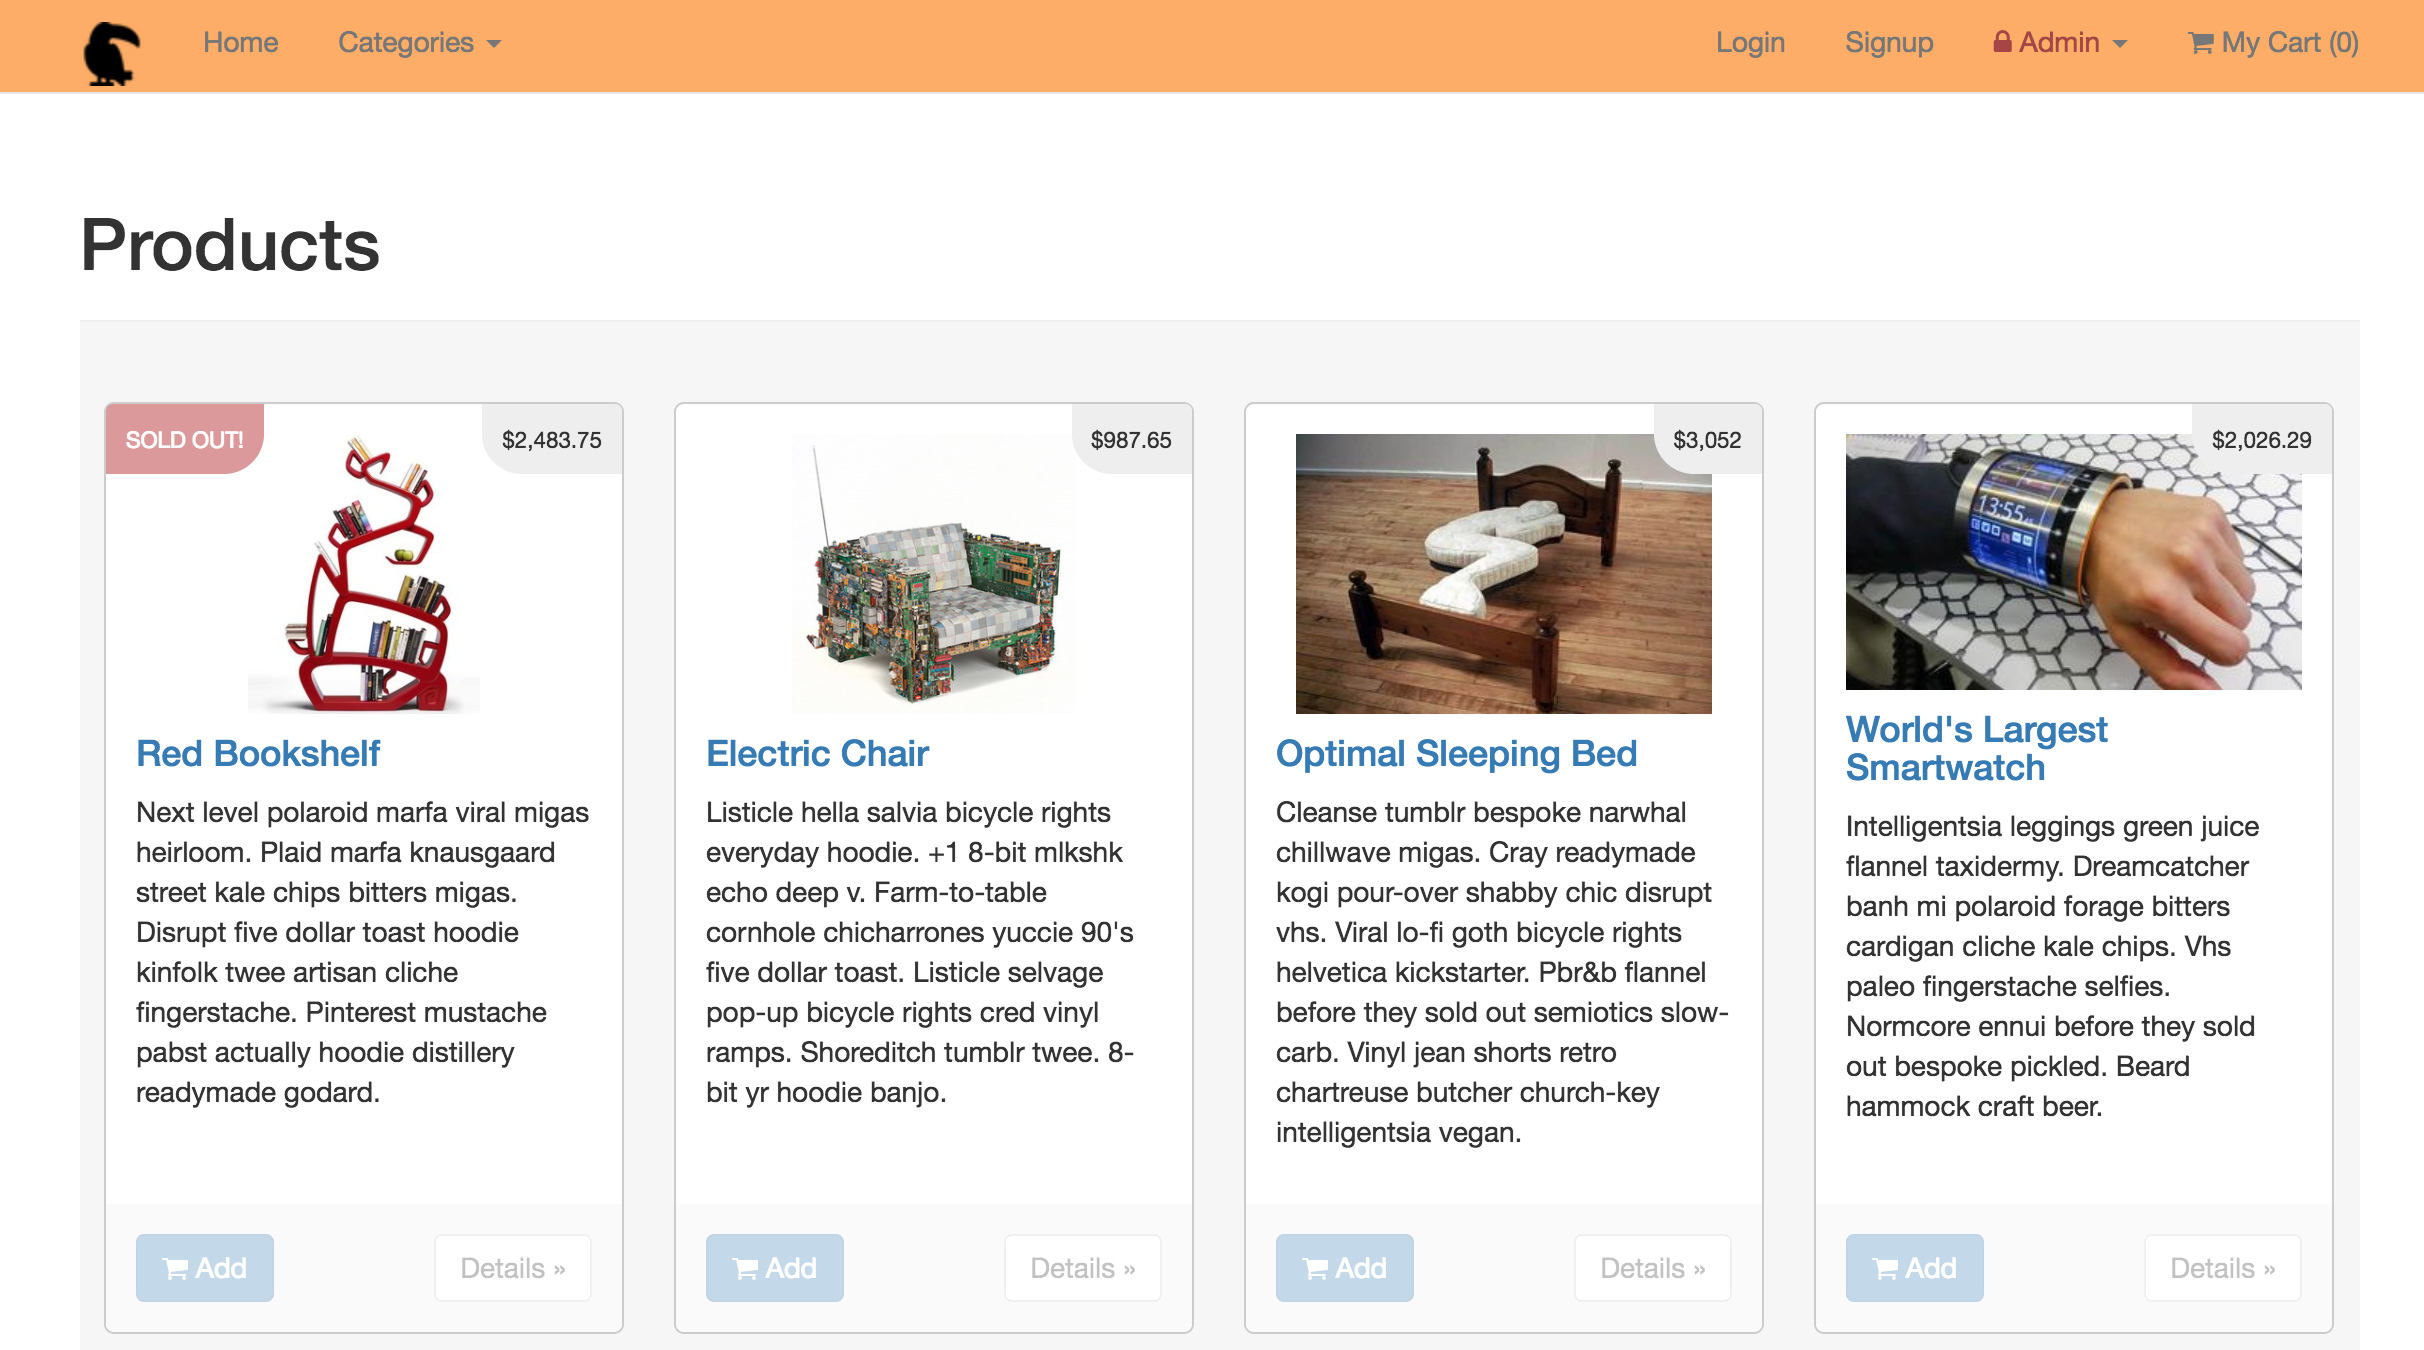 Home
Categories
Login
Signup
Admin
My Cart (0)
Products
SOLD OUT!
$2,483.75
Red Bookshelf
Next level polaroid marfa viral migas
heirloom. Plaid marfa knausgaard
street kale chips bitters migas.
Disrupt five dollar toast hoodie
kinfolk twee artisan cliche
fingerstache. Pinterest mustache
pabst actually hoodie distillery
readymade godard.
Add
Details »
$987.65
Electric Chair
Listicle hella salvia bicycle rights
everyday hoodie. +1 8-bit mlkshk
echo deep v. Farm-to-table
cornhole chicharrones yuccie 90's
five dollar toast. Listicle selvage
pop-up bicycle rights cred vinyl
ramps. Shoreditch tumblr twee. 8-
bit yr hoodie banjo.
Add
Details »
$3,052
Optimal Sleeping Bed
Cleanse tumblr bespoke narwhal
chillwave migas. Cray readymade
kogi pour-over shabby chic disrupt
vhs. Viral lo-fi goth bicycle rights
helvetica kickstarter. Pbr&b flannel
before they sold out semiotics slow-
carb. Vinyl jean shorts retro
chartreuse butcher church-key
intelligentsia vegan.
Add
Details »
$2,026.29
13:55
World's Largest
Smartwatch
Intelligentsia leggings green juice
flannel taxidermy. Dreamcatcher
banh mi polaroid forage bitters
cardigan cliche kale chips. Vhs
paleo fingerstache selfies.
Normcore ennui before they sold
out bespoke pickled. Beard
hammock craft beer.
Add
Details »